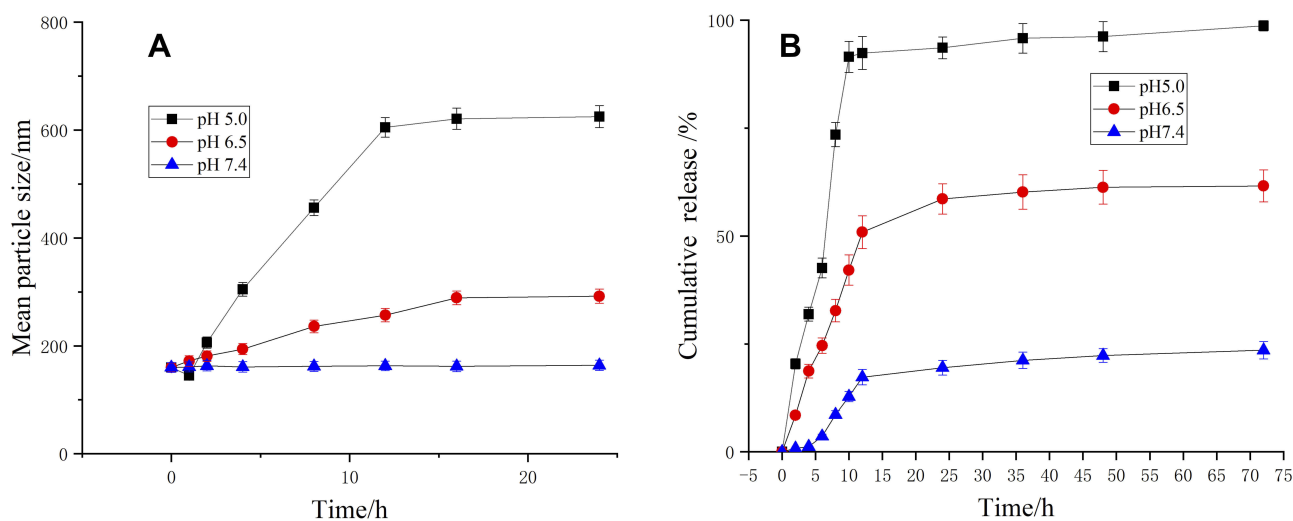 A
Mean particle size/nm
800
600
400
200
0
pH 5.0
pH 6.5
pH 7.4
0
10
20
Time/h
B
Cumulative release /%
100
50
0
pH5.0
pH6.5
pH7.4
-5 0 5 10 15 20 25 30 35 40 45 50 55 60 65 70 75
Time/h